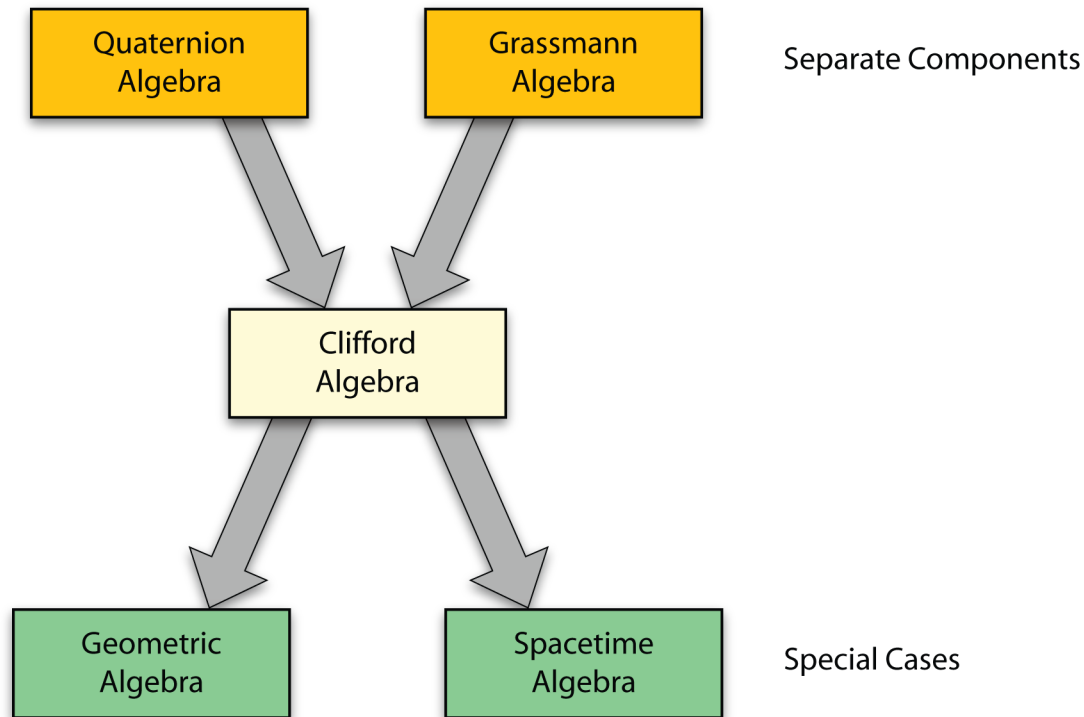 Quaternion
Algebra
Grassmann
Algebra
Separate Components
Clifford
Algebra
Geometric
Algebra
Spacetime
Algebra
Special Cases